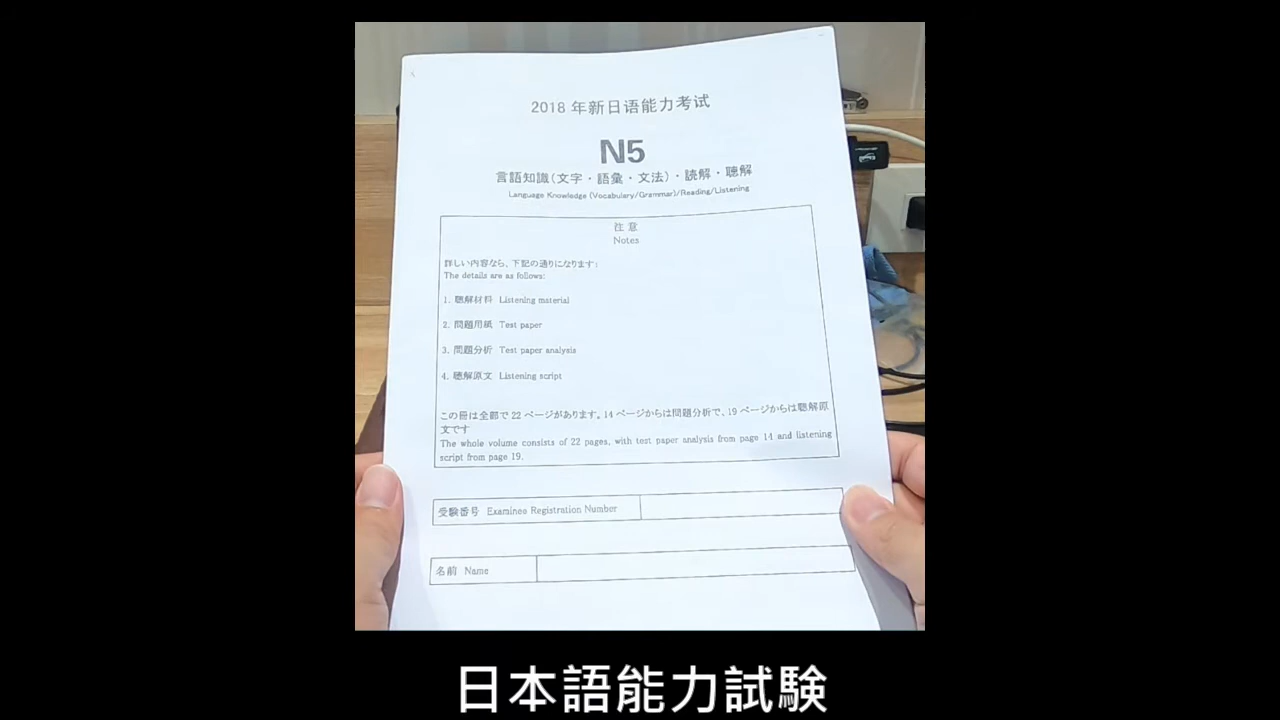 2018 年新日语能力考试
N5
言語知識(文字・語彙・文法)・読解・聴解
Language Knowledge (Vocabulary/Grammar)/Reading/Listening
注 意
Notes
詳しい内容なら、下記の通りになります:
The details are as follows:
1. 聴解材料 Listening material
2. 問題用紙 Test paper
3. 問題分析 Test paper analysis
4. 聴解原文 Listening script
この冊は全部で 22 ページがあります。14 ページからは問題分析で、19 ページからは聴解原
文です
The whole volume consists of 22 pages, with test paper analysis from page 14 and listening
script from page 19.
受験番号 Examinee Registration Number
名前 Name
日本語能力試験